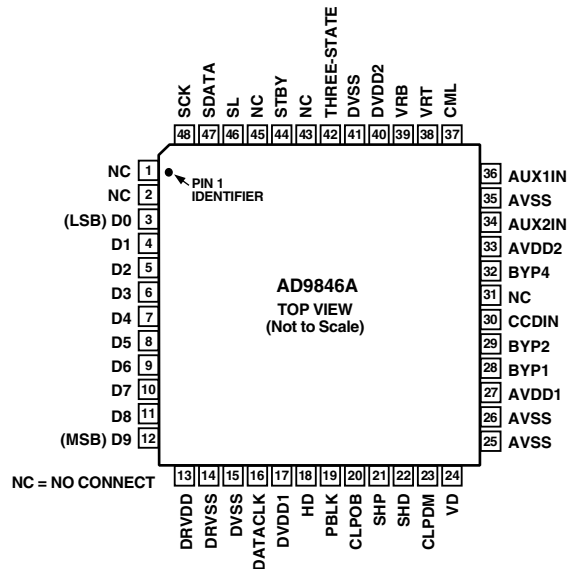 SCK
SDATA
SL
NC
STBY
NC
THREE-STATE
DVSS
DVDD2
VRB
VRT
CML
48 47 46 45 44 43 42 41 40 39 38 37
NC 1
NC 2
(LSB) D0 3
D1 4
D2 5
D3 6
D4 7
D5 8
D6 9
D7 10
D8 11
(MSB) D9 12
PIN 1
IDENTIFIER
AD9846A
TOP VIEW
(Not to Scale)
36 AUX1IN
35 AVSS
34 AUX2IN
33 AVDD2
32 BYP4
31 NC
30 CCDIN
29 BYP2
28 BYP1
27 AVDD1
26 AVSS
25 AVSS
NC = NO CONNECT
13 14 15 16 17 18 19 20 21 22 23 24
DRVDD
DRVSS
DVSS
DATACLK
DVDD1
HD
PBLK
CLPOB
SHP
SHD
CLPDM
VD